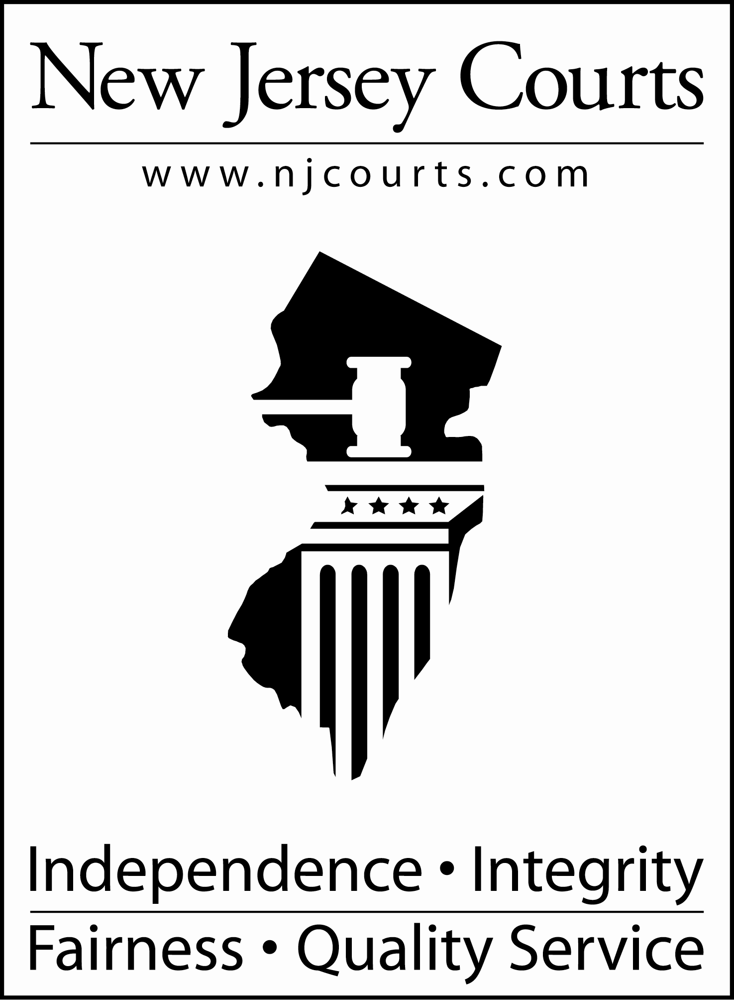 New Jersey Courts
www.njcourts.com
Independence • Integrity
Fairness • Quality Service